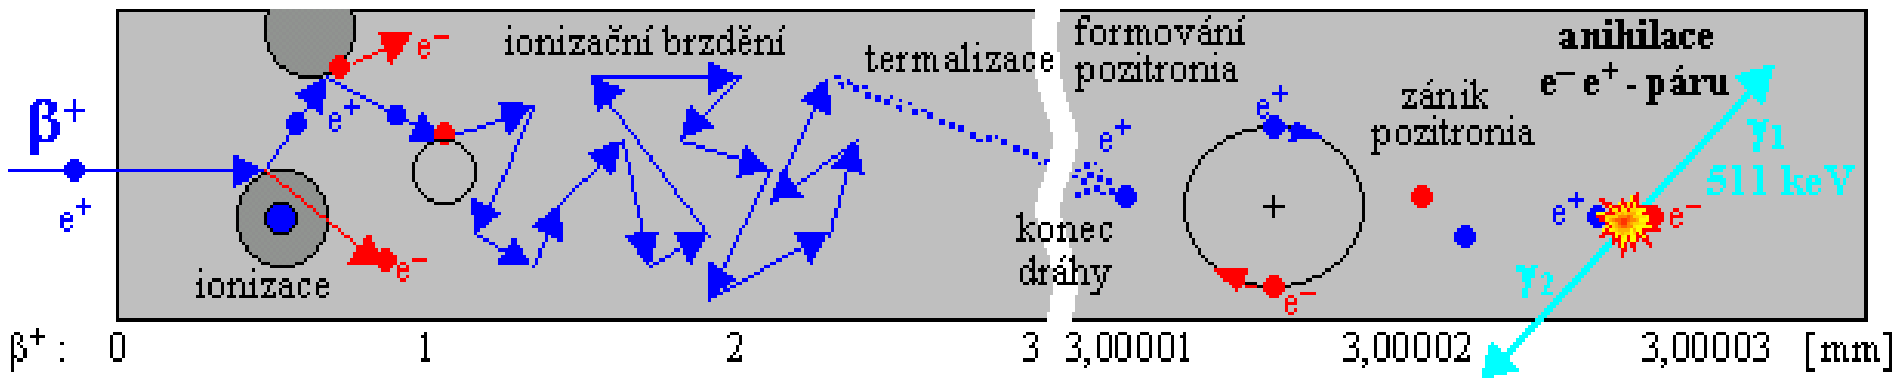 β⁺
e⁺
ionizace
e⁻
e⁺
e⁻
ionizační brzdění
termalizace
e⁺
konec
dráhy
formování
pozitronia
e⁺
e⁻
zánik
pozitronia
anihilace
e⁻ e⁺ - páru
e⁺
e⁻
γ₁
511 keV
γ₂
β⁺ : 0 1 2 3 3,00001 3,00002 3,00003 [mm]